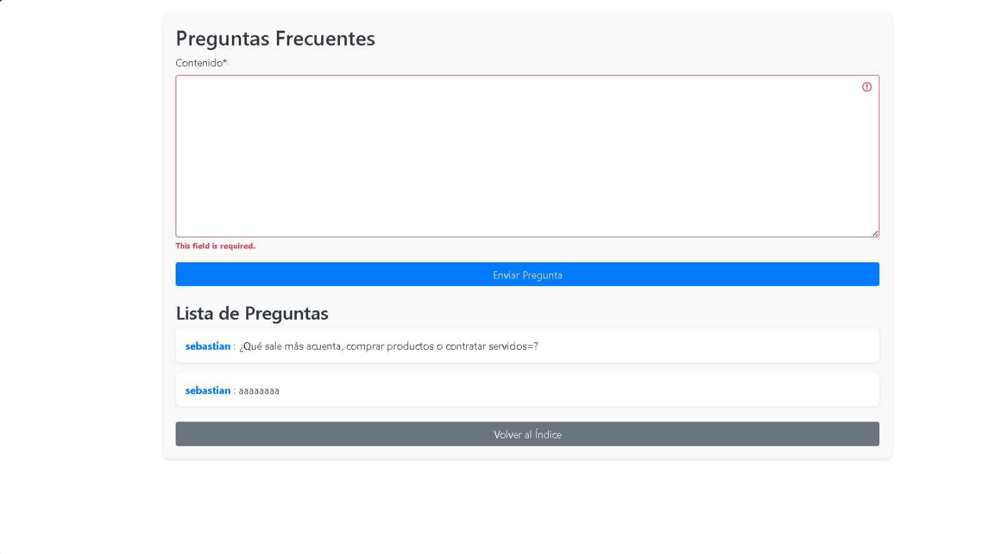 Preguntas Frecuentes
Contenido*
This field is required.
Enviar Pregunta
Lista de Preguntas
sebastian : ¿Qué sale más acuenta, comprar productos o contratar servicios=?
sebastian : aaaaaaaa
Volver al Índice